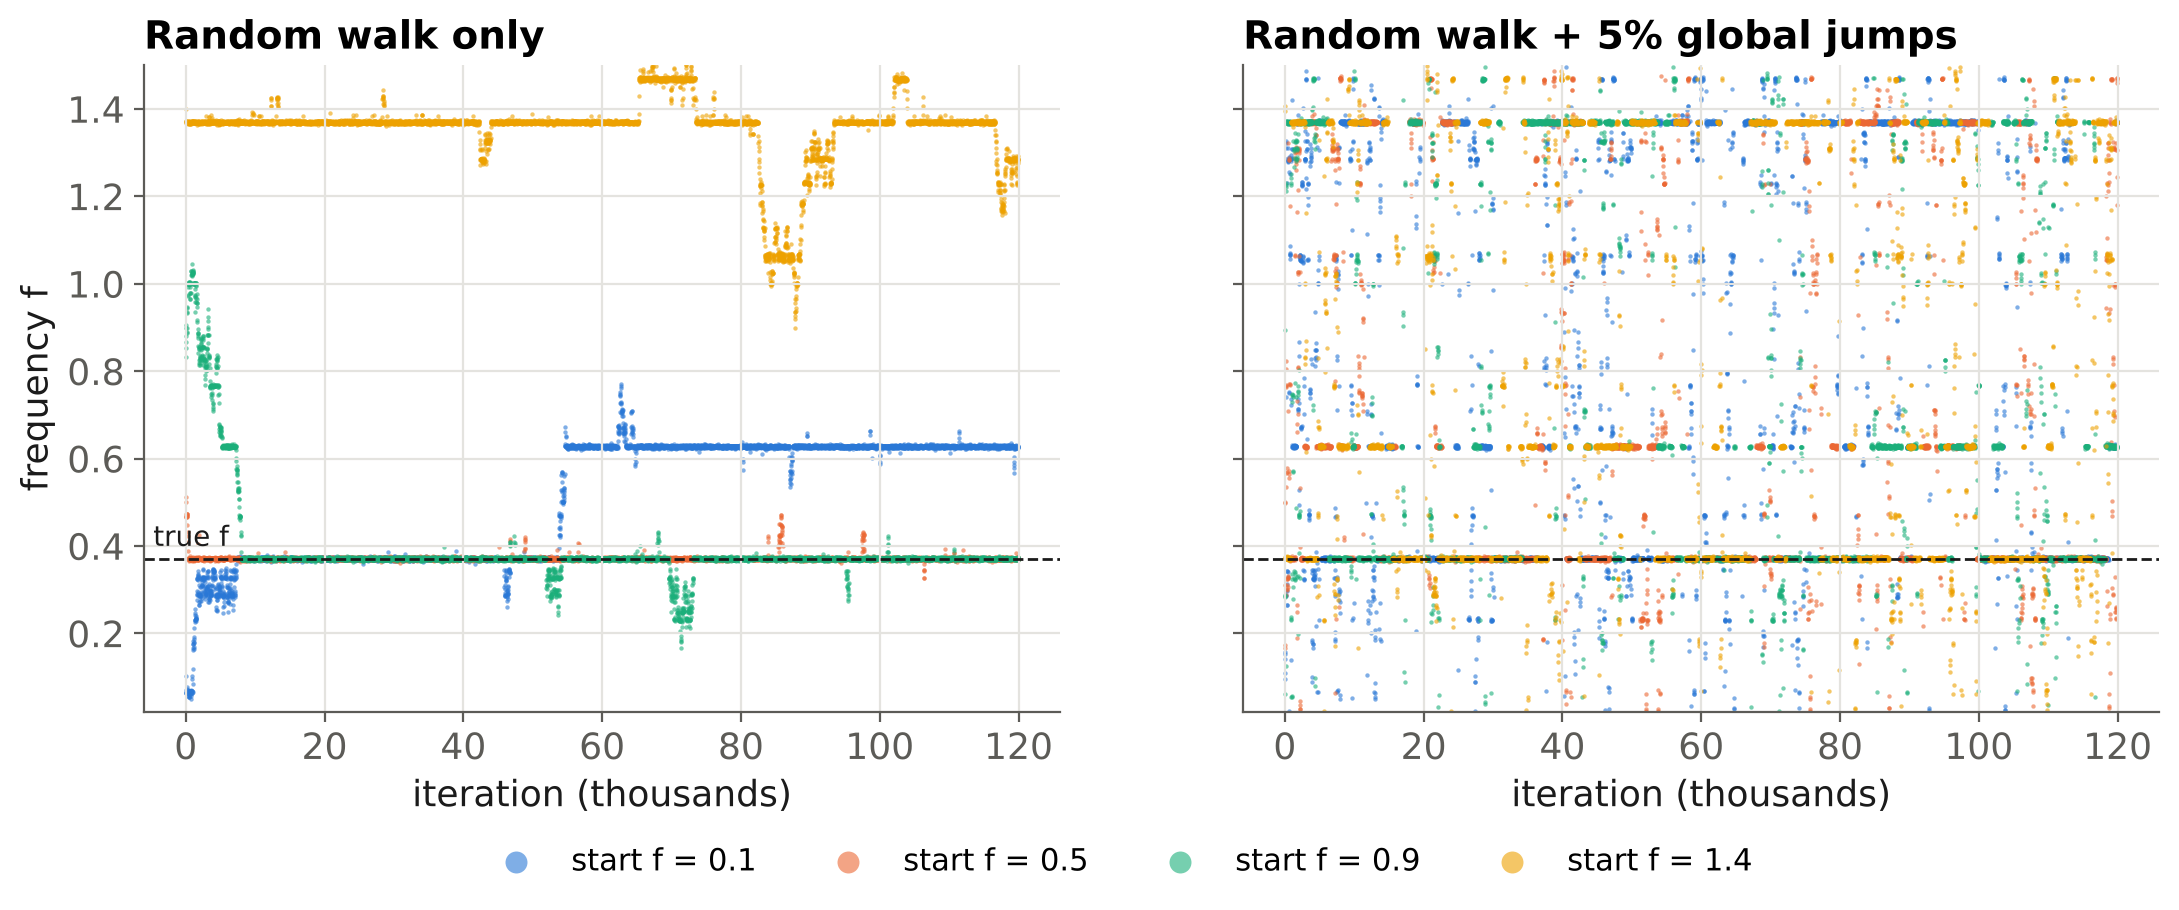 Random walk only
Random walk + 5% global jumps
frequency f
1.4
1.2
1.0
0.8
0.6
0.4
0.2
true f
0 20 40 60 80 100 120
0 20 40 60 80 100 120
iteration (thousands)
iteration (thousands)
start f = 0.1
start f = 0.5
start f = 0.9
start f = 1.4